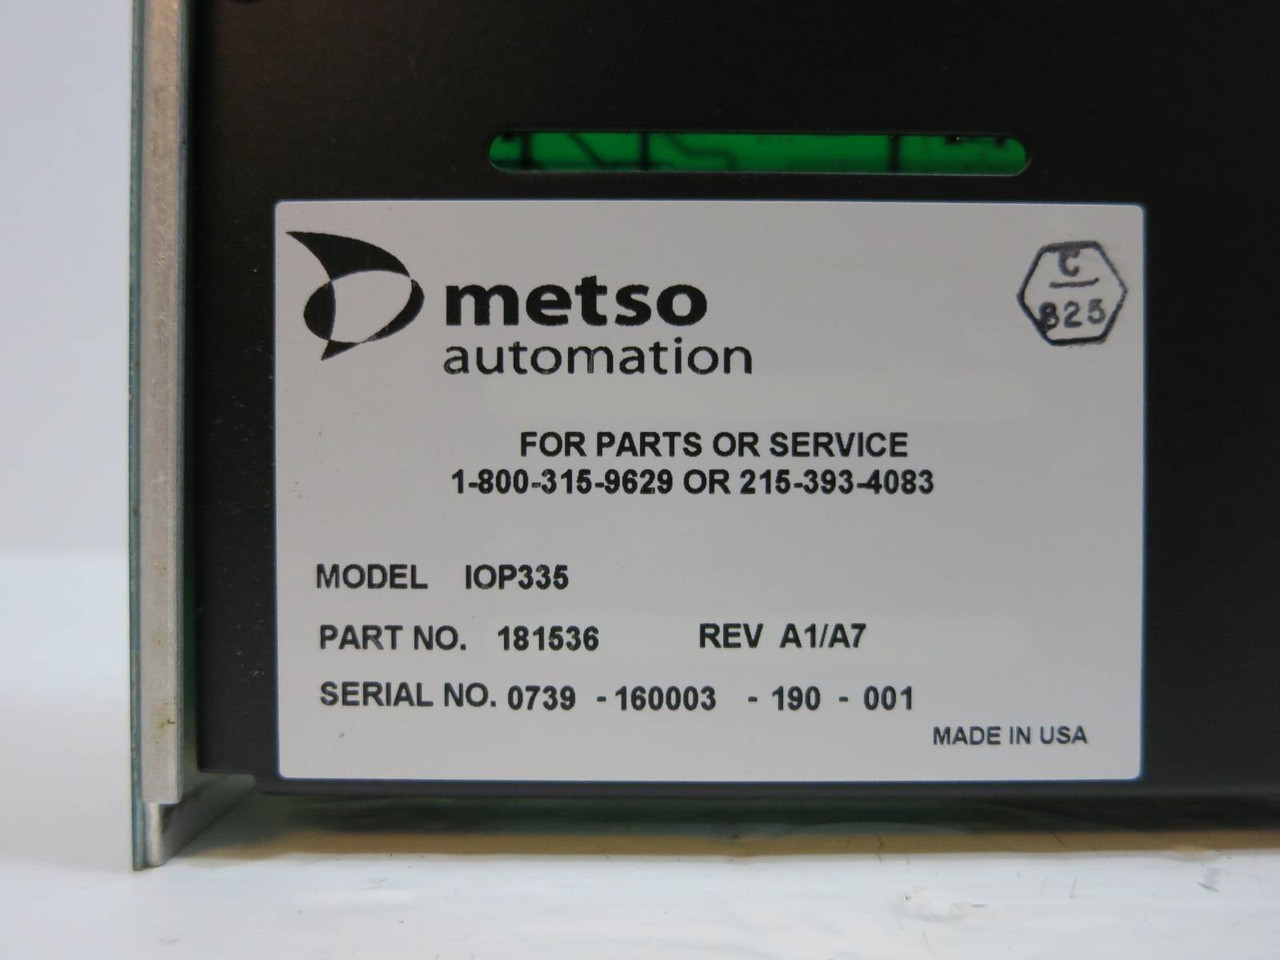 metso
automation
C
825
FOR PARTS OR SERVICE
1-800-315-9629 OR 215-393-4083
MODEL IOP335
PART NO. 181536 REV A1/A7
SERIAL NO. 0739 - 160003 - 190 - 001
MADE IN USA